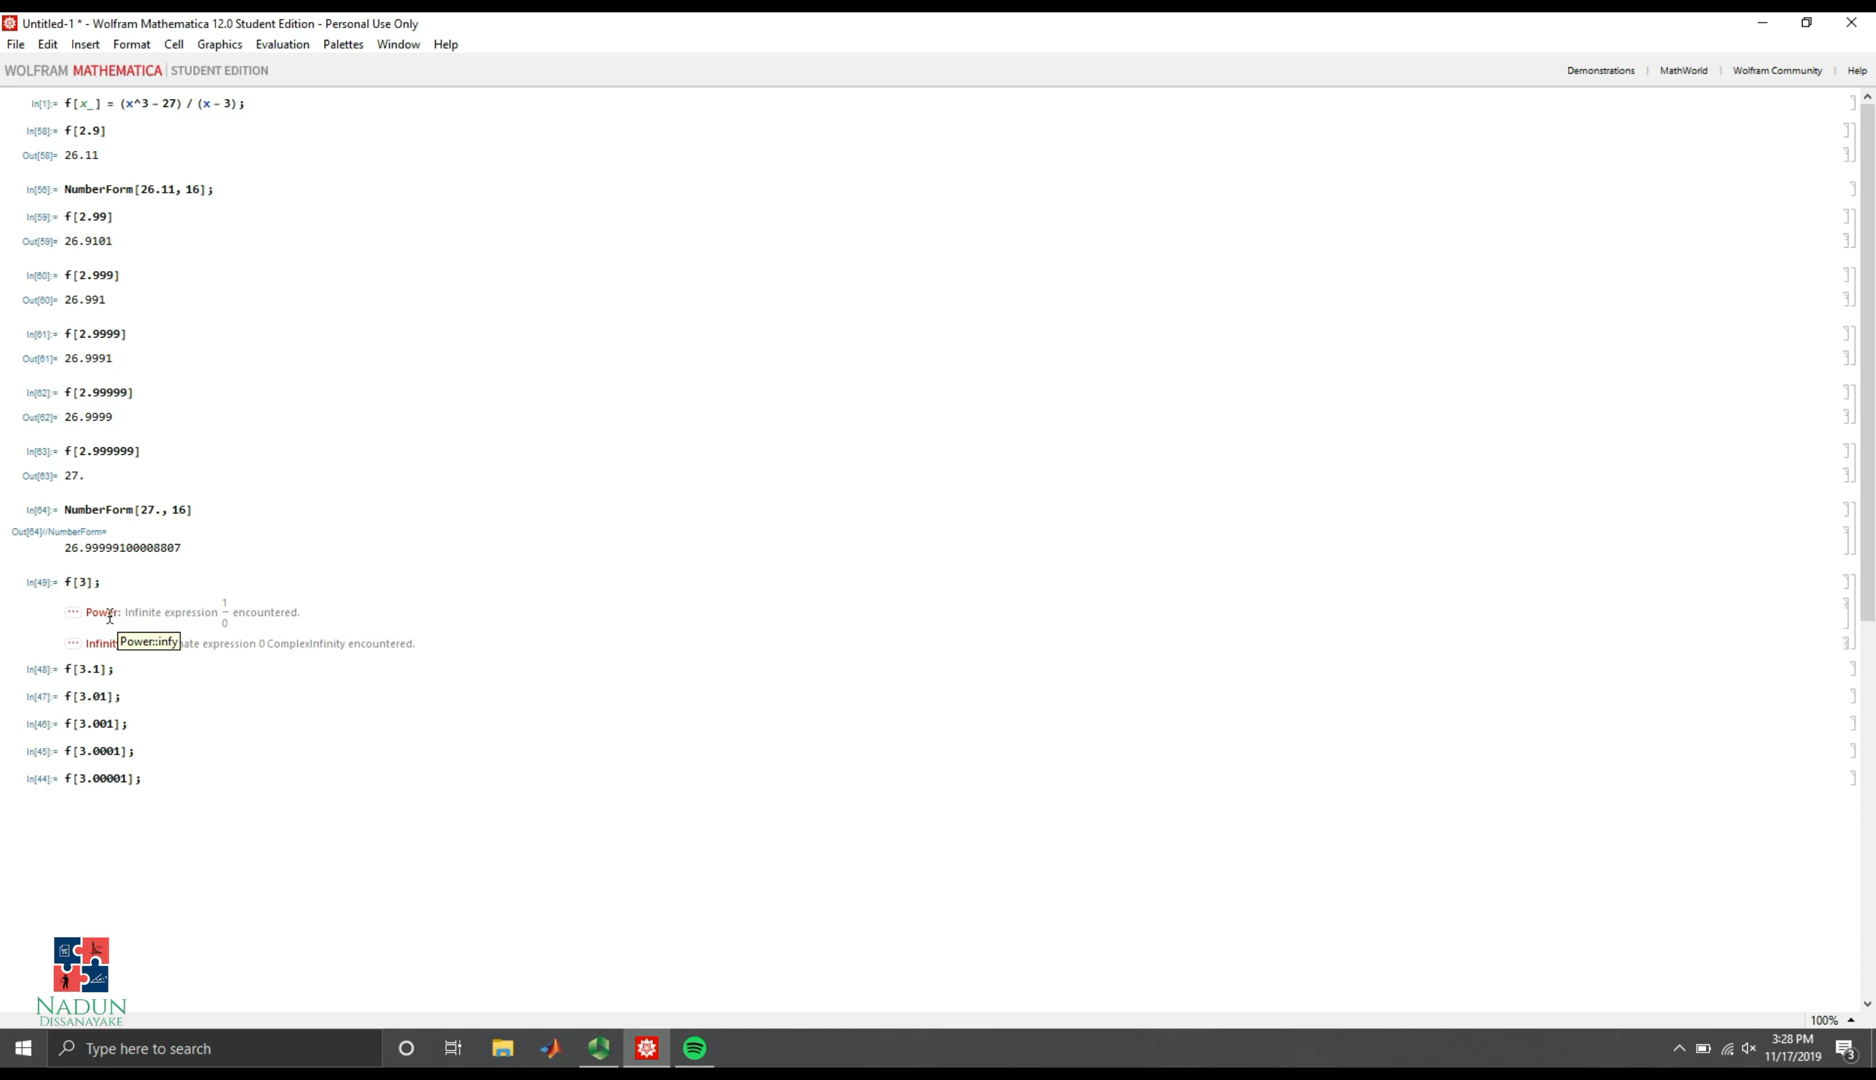 Untitled-1 * - Wolfram Mathematica 12.0 Student Edition - Personal Use Only
File Edit Insert Format Cell Graphics Evaluation Palettes Window Help
WOLFRAM MATHEMATICA | STUDENT EDITION
Demonstrations | MathWorld | Wolfram Community | Help
In[1]:= f[x_] = (x^3 - 27) / (x - 3);
In[58]:= f[2.9]
Out[58]= 26.11
In[56]:= NumberForm[26.11, 16];
In[59]:= f[2.99]
Out[59]= 26.9101
In[60]:= f[2.999]
Out[60]= 26.991
In[61]:= f[2.9999]
Out[61]= 26.9991
In[62]:= f[2.99999]
Out[62]= 26.9999
In[63]:= f[2.999999]
Out[63]= 27.
In[64]:= NumberForm[27., 16]
Out[64]//NumberForm=
26.99999100008807
In[49]:= f[3];
Power: Infinite expression 1/0 encountered.
Power::infy
Infinit nate expression 0 ComplexInfinity encountered.
In[48]:= f[3.1];
In[47]:= f[3.01];
In[46]:= f[3.001];
In[45]:= f[3.0001];
In[44]:= f[3.00001];
NADUN
DISSANAYAKE
100%
Type here to search
3:28 PM
11/17/2019
3